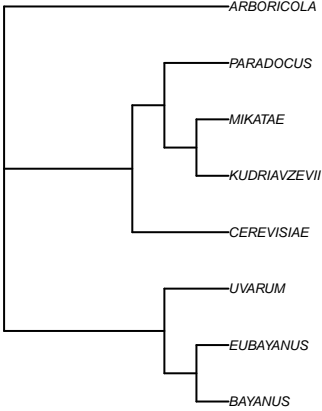 ARBORICOLA
PARADOCUS
MIKATAE
KUDRIAVZEVII
CEREVISIAE
UVARUM
EUBAYANUS
BAYANUS